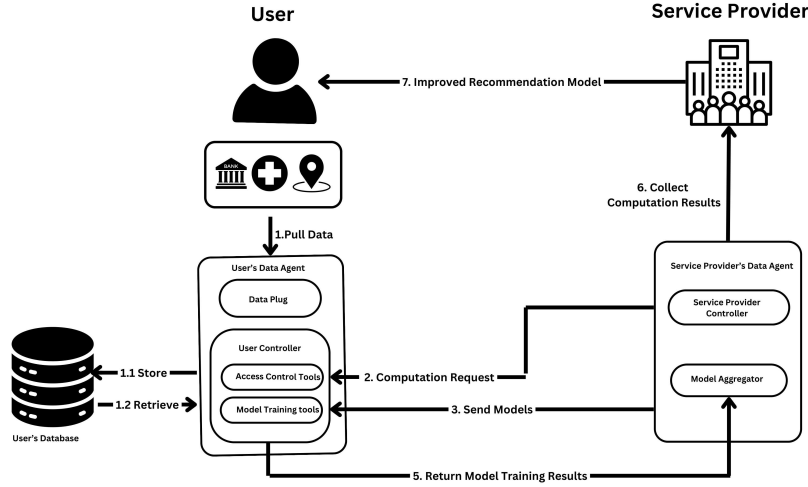 User
Service Provider
7. Improved Recommendation Model
BANK
6. Collect
Computation Results
1.Pull Data
User's Data Agent
Data Plug
Service Provider's Data Agent
Service Provider
Controller
User Controller
Access Control Tools
Model Training tools
1.1 Store
1.2 Retrieve
User's Database
2. Computation Request
Model Aggregator
3. Send Models
5. Return Model Training Results